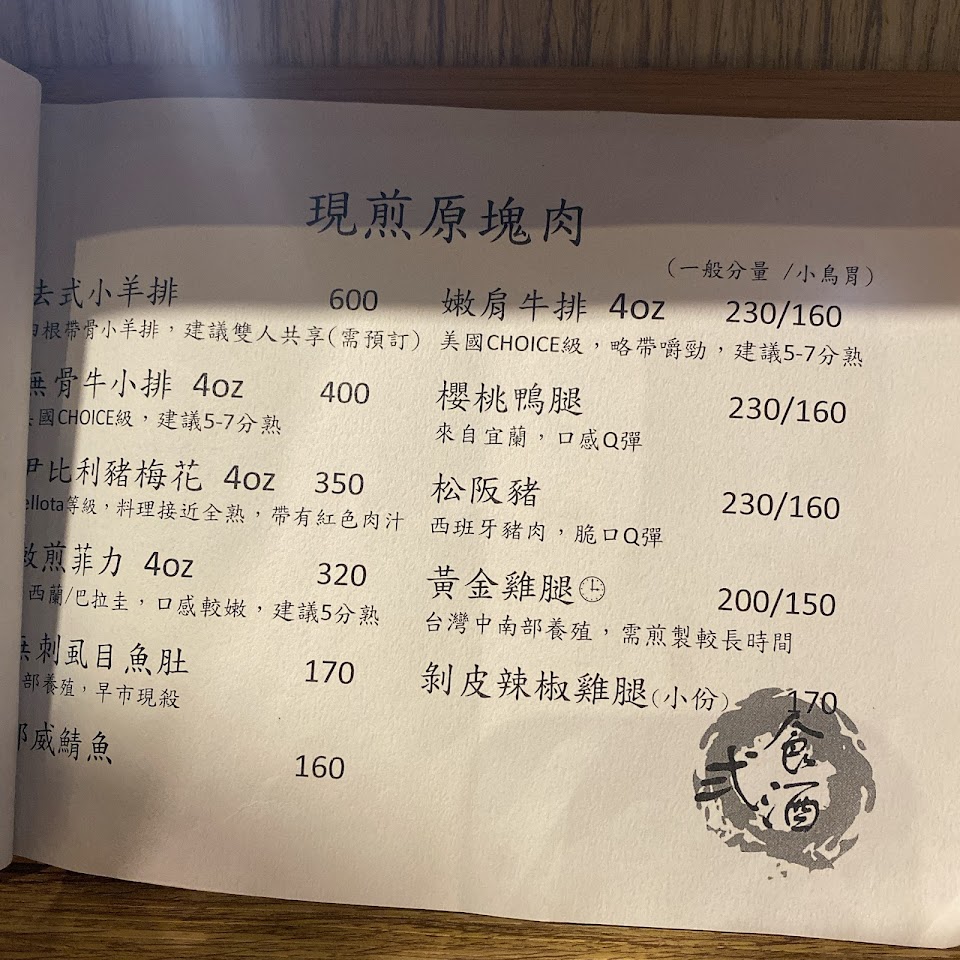 現煎原塊肉
(一般分量 /小鳥胃)
法式小羊排 600
根帶骨小羊排，建議雙人共享(需預訂)
無骨牛小排 4oz 400
國CHOICE級，建議5-7分熟
伊比利豬梅花 4oz 350
ellota等級，料理接近全熟，帶有紅色肉汁
煎菲力 4oz 320
西蘭/巴拉圭，口感較嫩，建議5分熟
無刺虱目魚肚 170
部養殖，早市現殺
威鯖魚 160
嫩肩牛排 4oz 230/160
美國CHOICE級，略帶嚼勁，建議5-7分熟
櫻桃鴨腿 230/160
來自宜蘭，口感Q彈
松阪豬 230/160
西班牙豬肉，脆口Q彈
黃金雞腿 200/150
台灣中南部養殖，需煎製較長時間
剝皮辣椒雞腿(小份) 170
食酒
弍